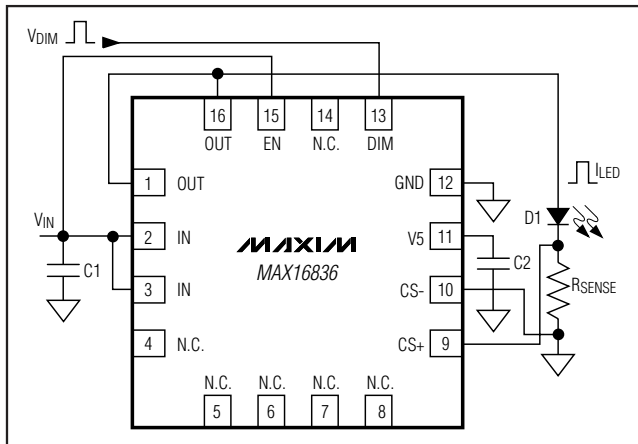 VDIM
16 15 14 13
OUT EN N.C. DIM
1 OUT
GND 12
ILED
VIN
2 IN
MAXIM
MAX16836
V5 11
D1
C1
3 IN
CS- 10
C2
RSENSE
4 N.C.
CS+ 9
N.C. N.C. N.C. N.C.
5 6 7 8